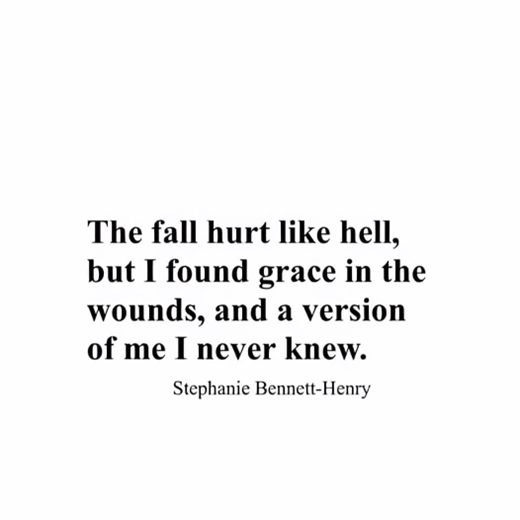 The fall hurt like hell,
but I found grace in the
wounds, and a version
of me I never knew.
Stephanie Bennett-Henry